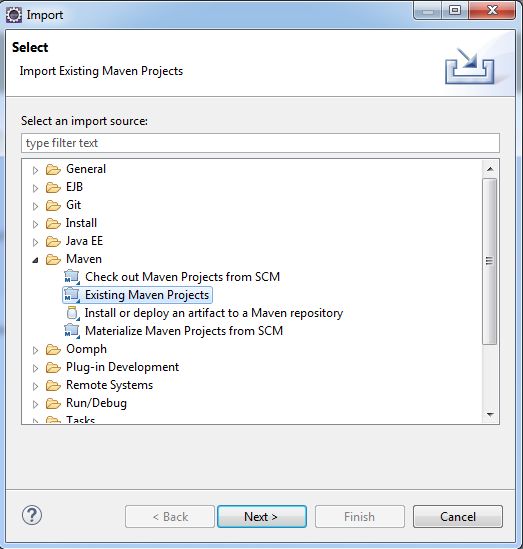 Import
Select
Import Existing Maven Projects
Select an import source:
type filter text
General
EJB
Git
Install
Java EE
Maven
Check out Maven Projects from SCM
Existing Maven Projects
Install or deploy an artifact to a Maven repository
Materialize Maven Projects from SCM
Oomph
Plug-in Development
Remote Systems
Run/Debug
Tasks
? < Back Next > Finish Cancel